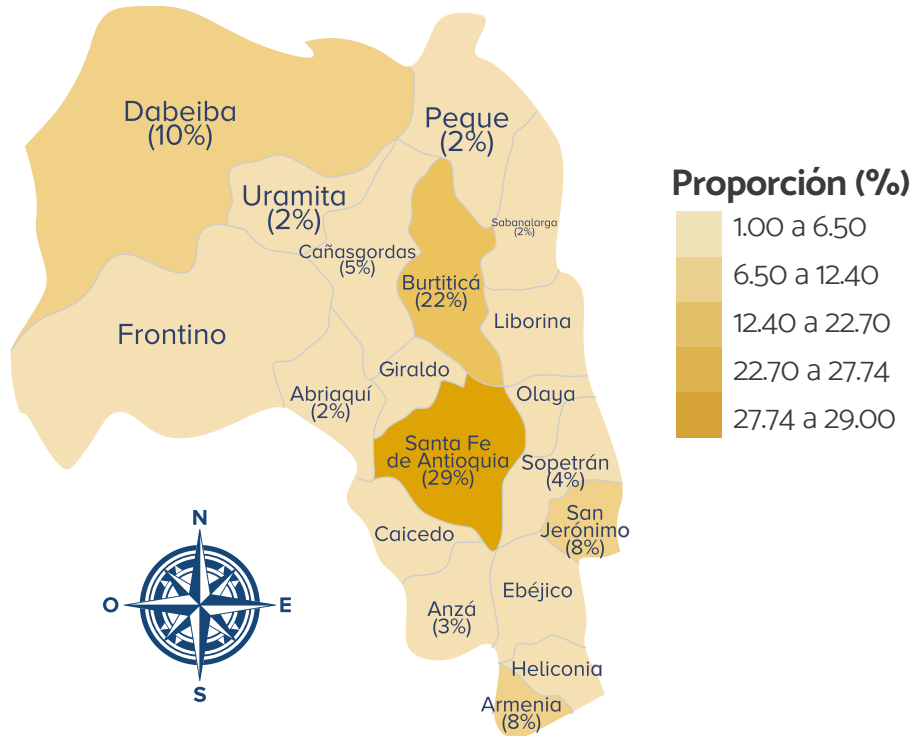 Dabeiba
(10%)
Peque
(2%)
Uramita
(2%)
Sabanalarga
(2%)
Cañasgordas
(5%)
Burtiticá
(22%)
Liborina
Frontino
Giraldo
Abriaquí
(2%)
Olaya
Santa Fe
de Antioquia
(29%)
Sopetrán
(4%)
San
Jerónimo
(8%)
Caicedo
Ebéjico
Anzá
(3%)
Heliconia
Armenia
(8%)
Proporción (%)
1.00 a 6.50
6.50 a 12.40
12.40 a 22.70
22.70 a 27.74
27.74 a 29.00
N
O
E
S